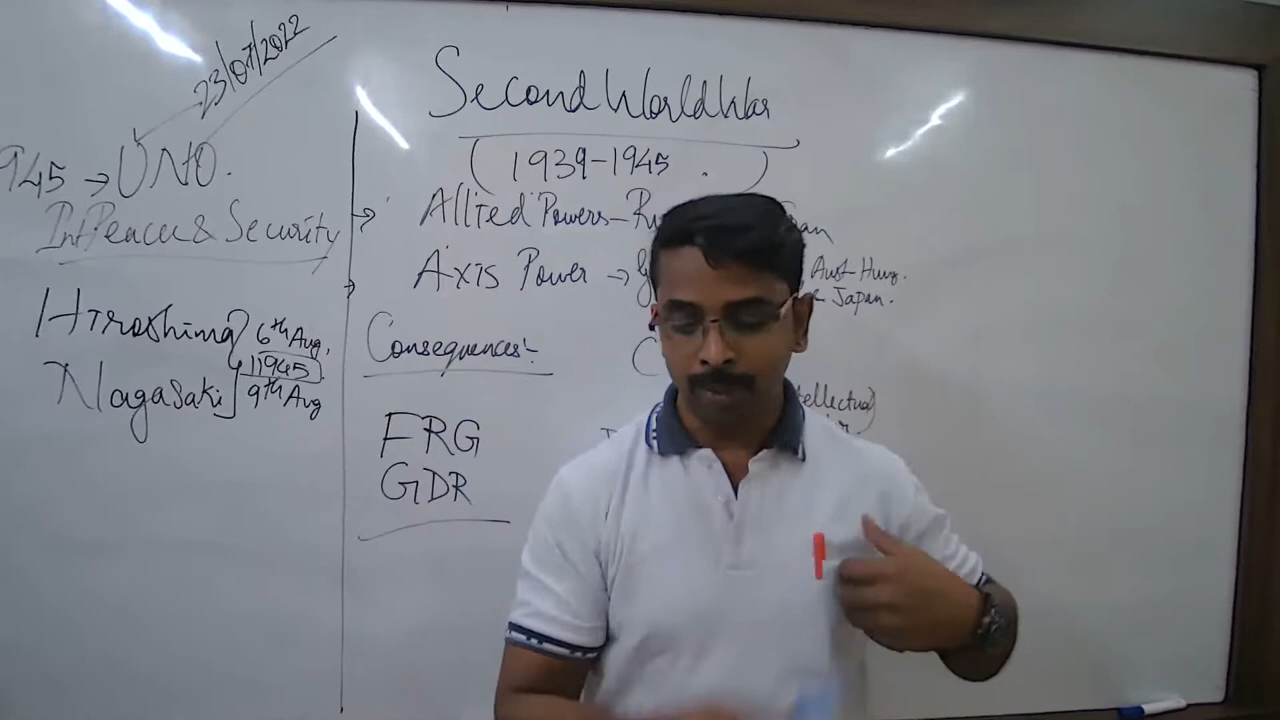 23/07/2022
945 → UNO.
Int Peace & Security
Hiroshima 6th Aug,
1945
Nagasaki 9th Aug
Second World War
(1939-1945 . )
Allied Powers-
Axis Power → Aust-Hung.
Japan.
Consequences:-
FRG
GDR